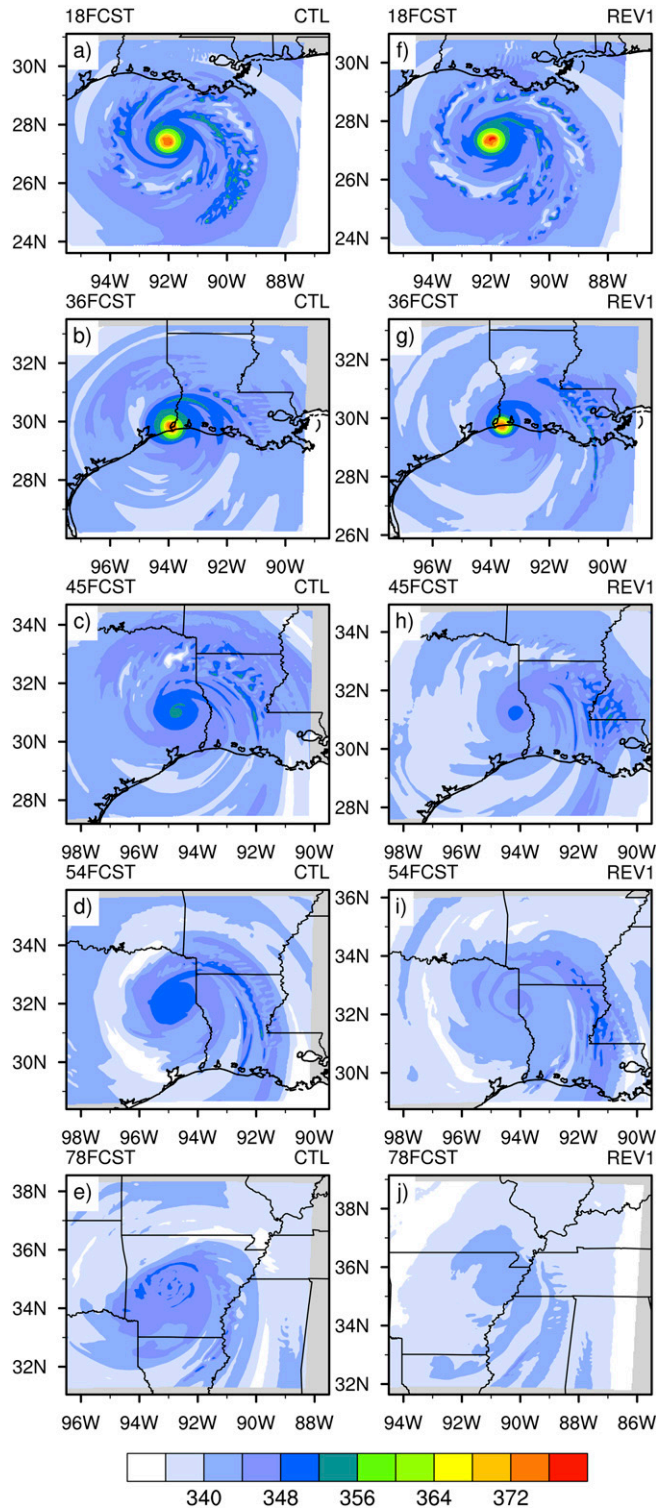 18FCST CTL 18FCST REV1
a) f)
30N 30N
28N 28N
26N 26N
24N 24N
94W 92W 90W 88W 94W 92W 90W 88W
36FCST CTL 36FCST REV1
b) g)
32N 32N
30N 30N
28N 28N
26N
96W 94W 92W 90W 96W 94W 92W 90W
45FCST CTL 45FCST REV1
c) h)
34N 34N
32N 32N
30N 30N
28N 28N
98W 96W 94W 92W 90W 98W 96W 94W 92W 90W
54FCST CTL 54FCST REV1
d) i)
36N
34N 34N
32N 32N
30N 30N
98W 96W 94W 92W 90W 98W 96W 94W 92W 90W
78FCST CTL 78FCST REV1
e) j)
38N 38N
36N 36N
34N 34N
32N 32N
96W 94W 92W 90W 88W 94W 92W 90W 88W 86W
340 348 356 364 372